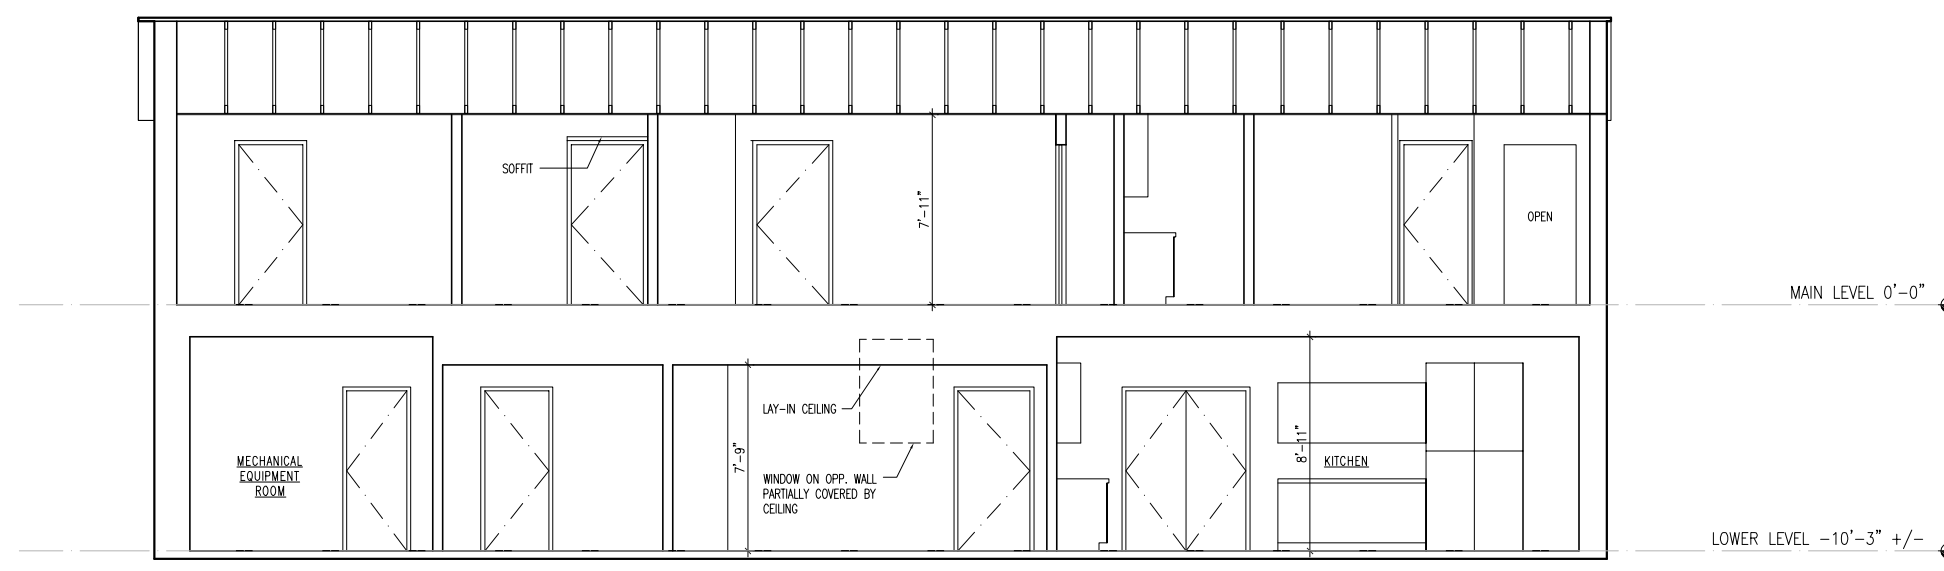 SOFFIT
7'-11"
OPEN
MAIN LEVEL 0'-0"
LAY-IN CEILING
7'-9"
8'-11"
MECHANICAL
EQUIPMENT
ROOM
KITCHEN
WINDOW ON OPP. WALL
PARTIALLY COVERED BY
CEILING
LOWER LEVEL -10'-3" +/-